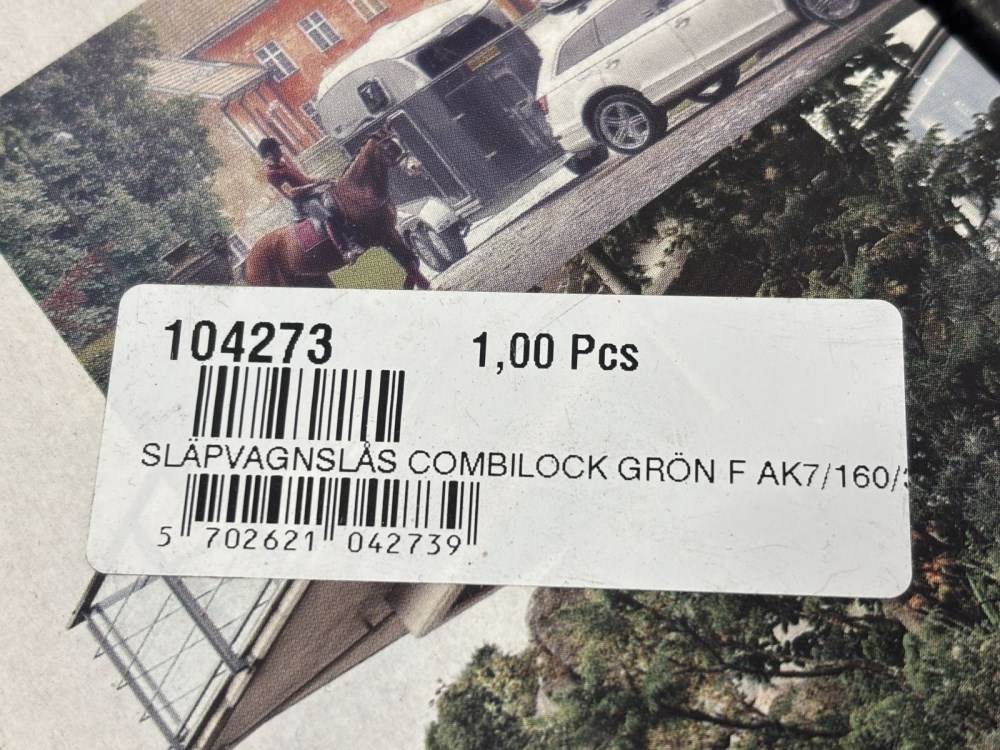 104273
1,00 Pcs
SLÄPVAGNSLÅS COMBILOCK GRÖN F AK7/160/
5 702621 042739